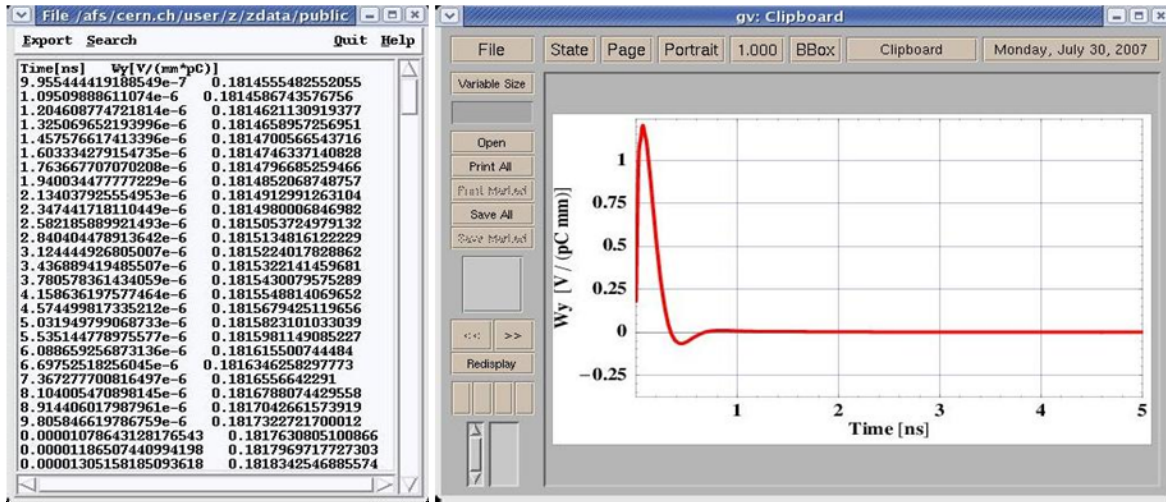 File /afs/cern.ch/user/z/zdata/public
Export Search Quit Help
Time[ns] Wy[V/(mm*pC)]
9.955444419188549e-7 0.18145554825520​55
1.09509888611074e-6 0.1814586743576756
1.204608774721814e-6 0.1814621130919377
1.325069652193996e-6 0.1814658957256951
1.457576617413396e-6 0.1814700566543716
1.603334279154735e-6 0.1814746337140828
1.763667707070208e-6 0.1814796685259466
1.940034477777229e-6 0.1814852068748757
2.134037925554953e-6 0.1814912991263104
2.347441718110449e-6 0.1814980006846982
2.582185889921493e-6 0.1815053724979132
2.840404478913642e-6 0.1815134816122229
3.124444926805007e-6 0.1815224017828862
3.436889419485507e-6 0.1815322141459681
3.780578361434059e-6 0.1815430079575289
4.158636197577464e-6 0.1815548814069652
4.574499817335212e-6 0.1815679425119656
5.031949799068733e-6 0.1815823101033039
5.535144778975577e-6 0.1815981149085227
6.088659256873136e-6 0.181615500744484
6.69752518256045e-6 0.1816346258297773
7.367277700816497e-6 0.1816556642291
8.104005470898145e-6 0.1816788074429558
8.914406017987961e-6 0.1817042661573919
9.805846619786759e-6 0.1817322721700012
0.00001078643128176543 0.1817630805100866
0.00001186507440994198 0.1817969717727303
0.00001305158185093618 0.1818342546885574
gv: Clipboard
File State Page Portrait 1.000 BBox Clipboard Monday, July 30, 2007
Variable Size
Open
Print All
Print Marked
Save All
Save Marked
<< >>
Redisplay
1
0.75
0.5
0.25
0
−0.25
Wy [V / (pC mm)]
1 2 3 4 5
Time [ns]